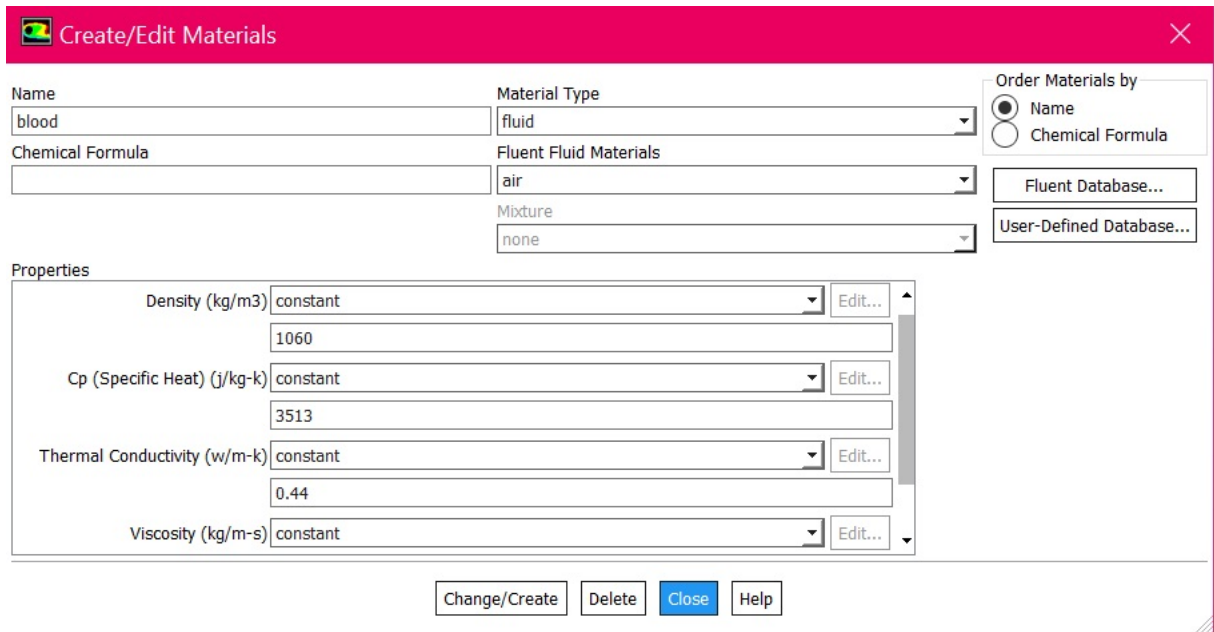 Create/Edit Materials
Name
blood
Chemical Formula
Material Type
fluid
Fluent Fluid Materials
air
Mixture
none
Order Materials by
Name
Chemical Formula
Fluent Database...
User-Defined Database...
Properties
Density (kg/m3) constant Edit...
1060
Cp (Specific Heat) (j/kg-k) constant Edit...
3513
Thermal Conductivity (w/m-k) constant Edit...
0.44
Viscosity (kg/m-s) constant Edit...
Change/Create Delete Close Help